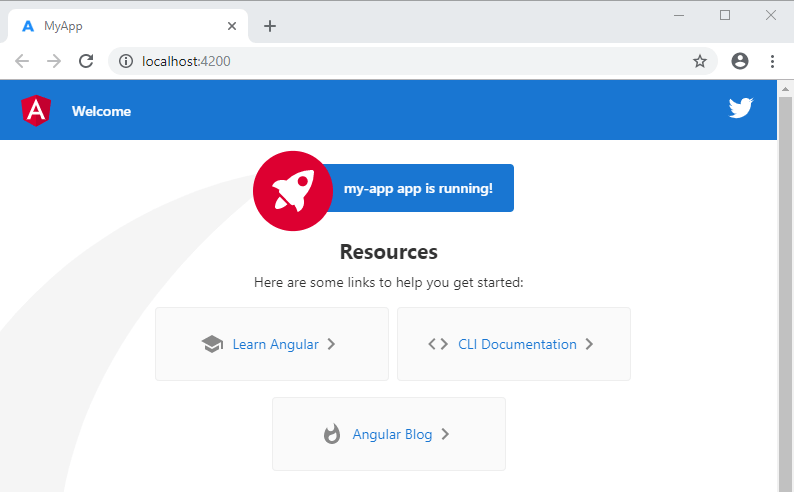 MyApp
localhost:4200
Welcome
my-app app is running!
Resources
Here are some links to help you get started:
Learn Angular
CLI Documentation
Angular Blog